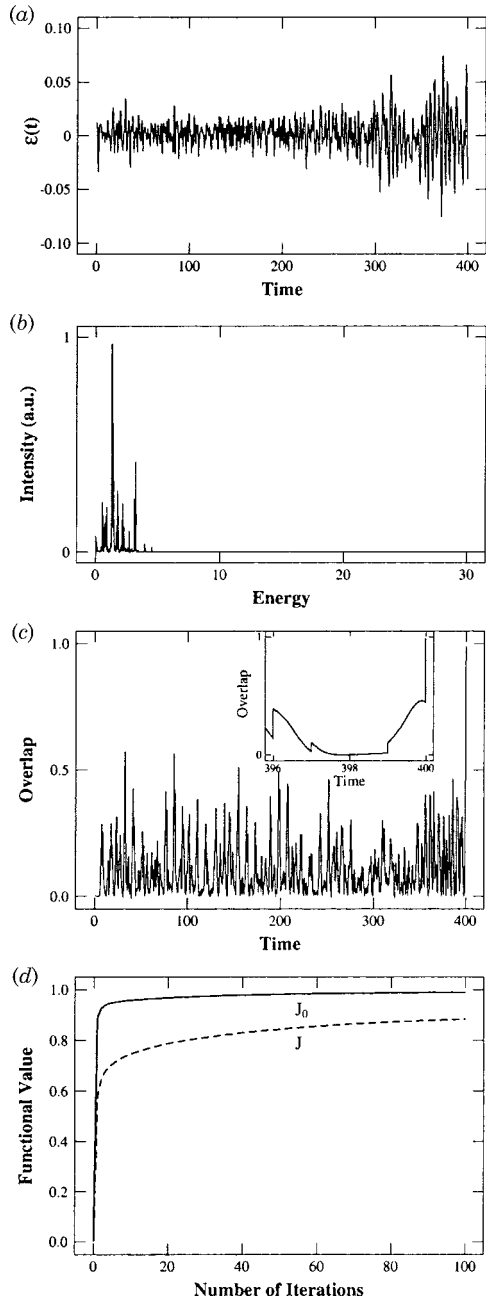 (a)
0.10
0.05
0
-0.05
-0.10
ε(t)
0 100 200 300 400
Time
(b)
1
0
Intensity (a.u.)
0 10 20 30
Energy
(c)
1.0
0.5
0.0
Overlap
1
0
Overlap
396 398 400
Time
0 100 200 300 400
Time
(d)
1.0
0.8
0.6
0.4
0.2
0.0
Functional Value
J0
J
0 20 40 60 80 100
Number of Iterations